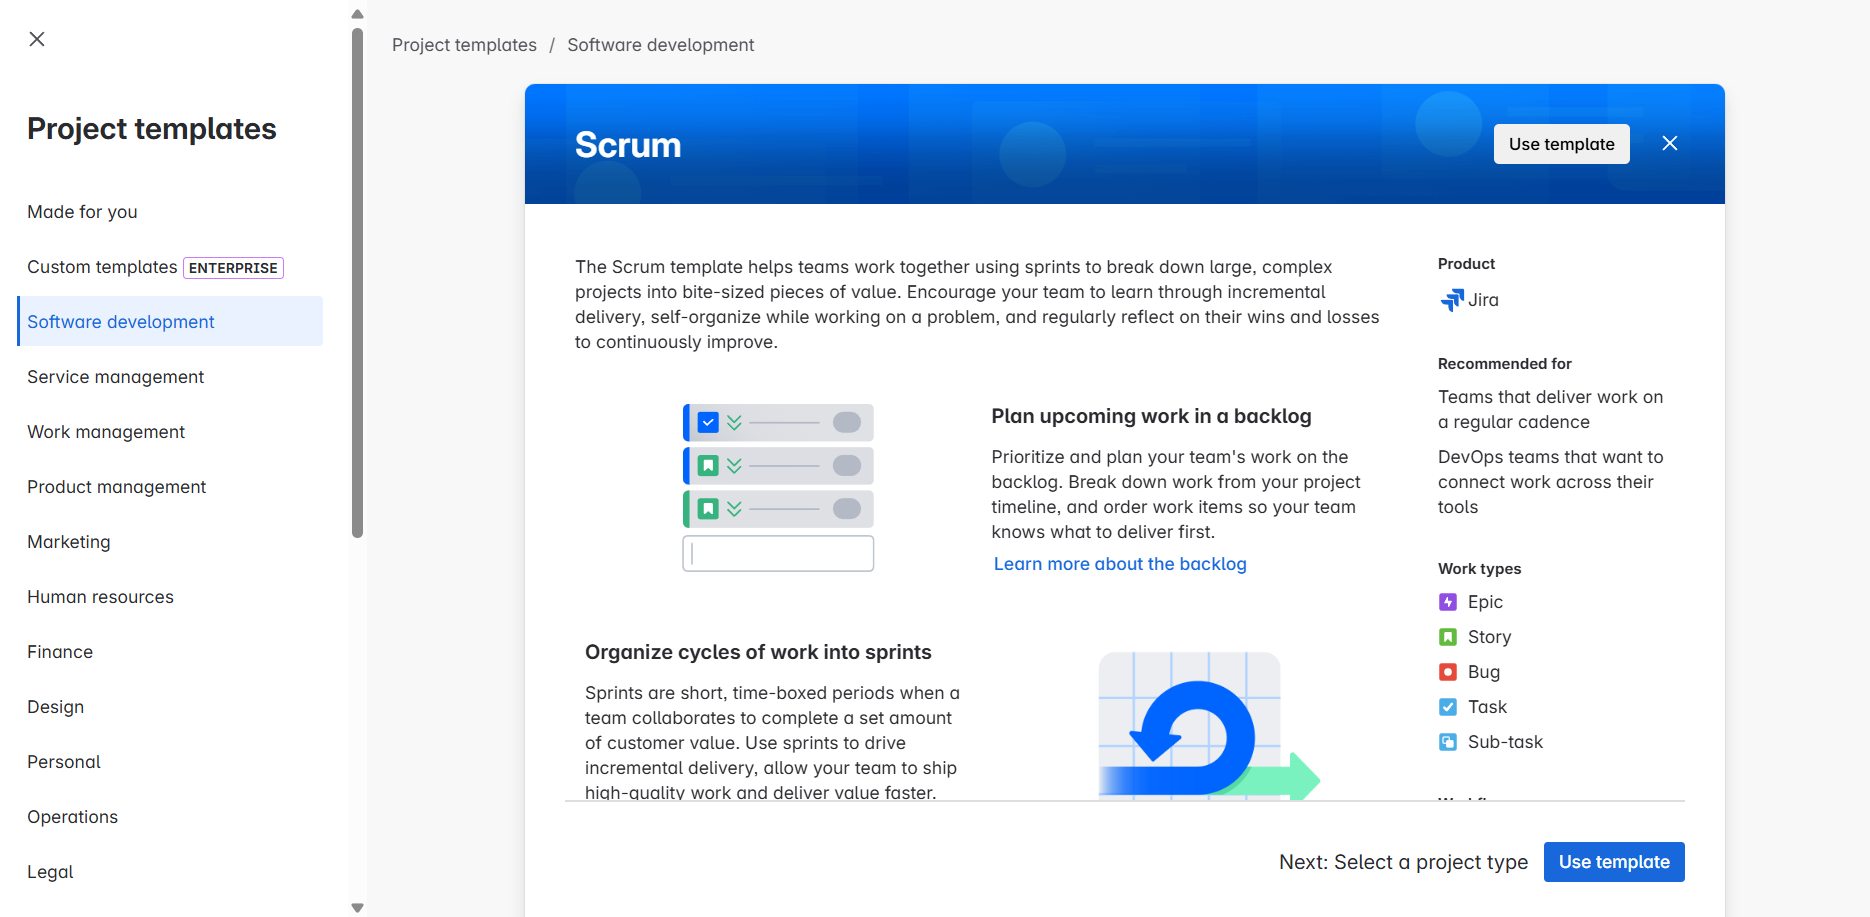 Project templates
Made for you
Custom templates ENTERPRISE
Software development
Service management
Work management
Product management
Marketing
Human resources
Finance
Design
Personal
Operations
Legal
Project templates / Software development
Scrum
Use template
The Scrum template helps teams work together using sprints to break down large, complex
projects into bite-sized pieces of value. Encourage your team to learn through incremental
delivery, self-organize while working on a problem, and regularly reflect on their wins and losses
to continuously improve.
Plan upcoming work in a backlog
Prioritize and plan your team's work on the
backlog. Break down work from your project
timeline, and order work items so your team
knows what to deliver first.
Learn more about the backlog
Organize cycles of work into sprints
Sprints are short, time-boxed periods when a
team collaborates to complete a set amount
of customer value. Use sprints to drive
incremental delivery, allow your team to ship
high-quality work and deliver value faster.
Product
Jira
Recommended for
Teams that deliver work on
a regular cadence
DevOps teams that want to
connect work across their
tools
Work types
Epic
Story
Bug
Task
Sub-task
Next: Select a project type
Use template